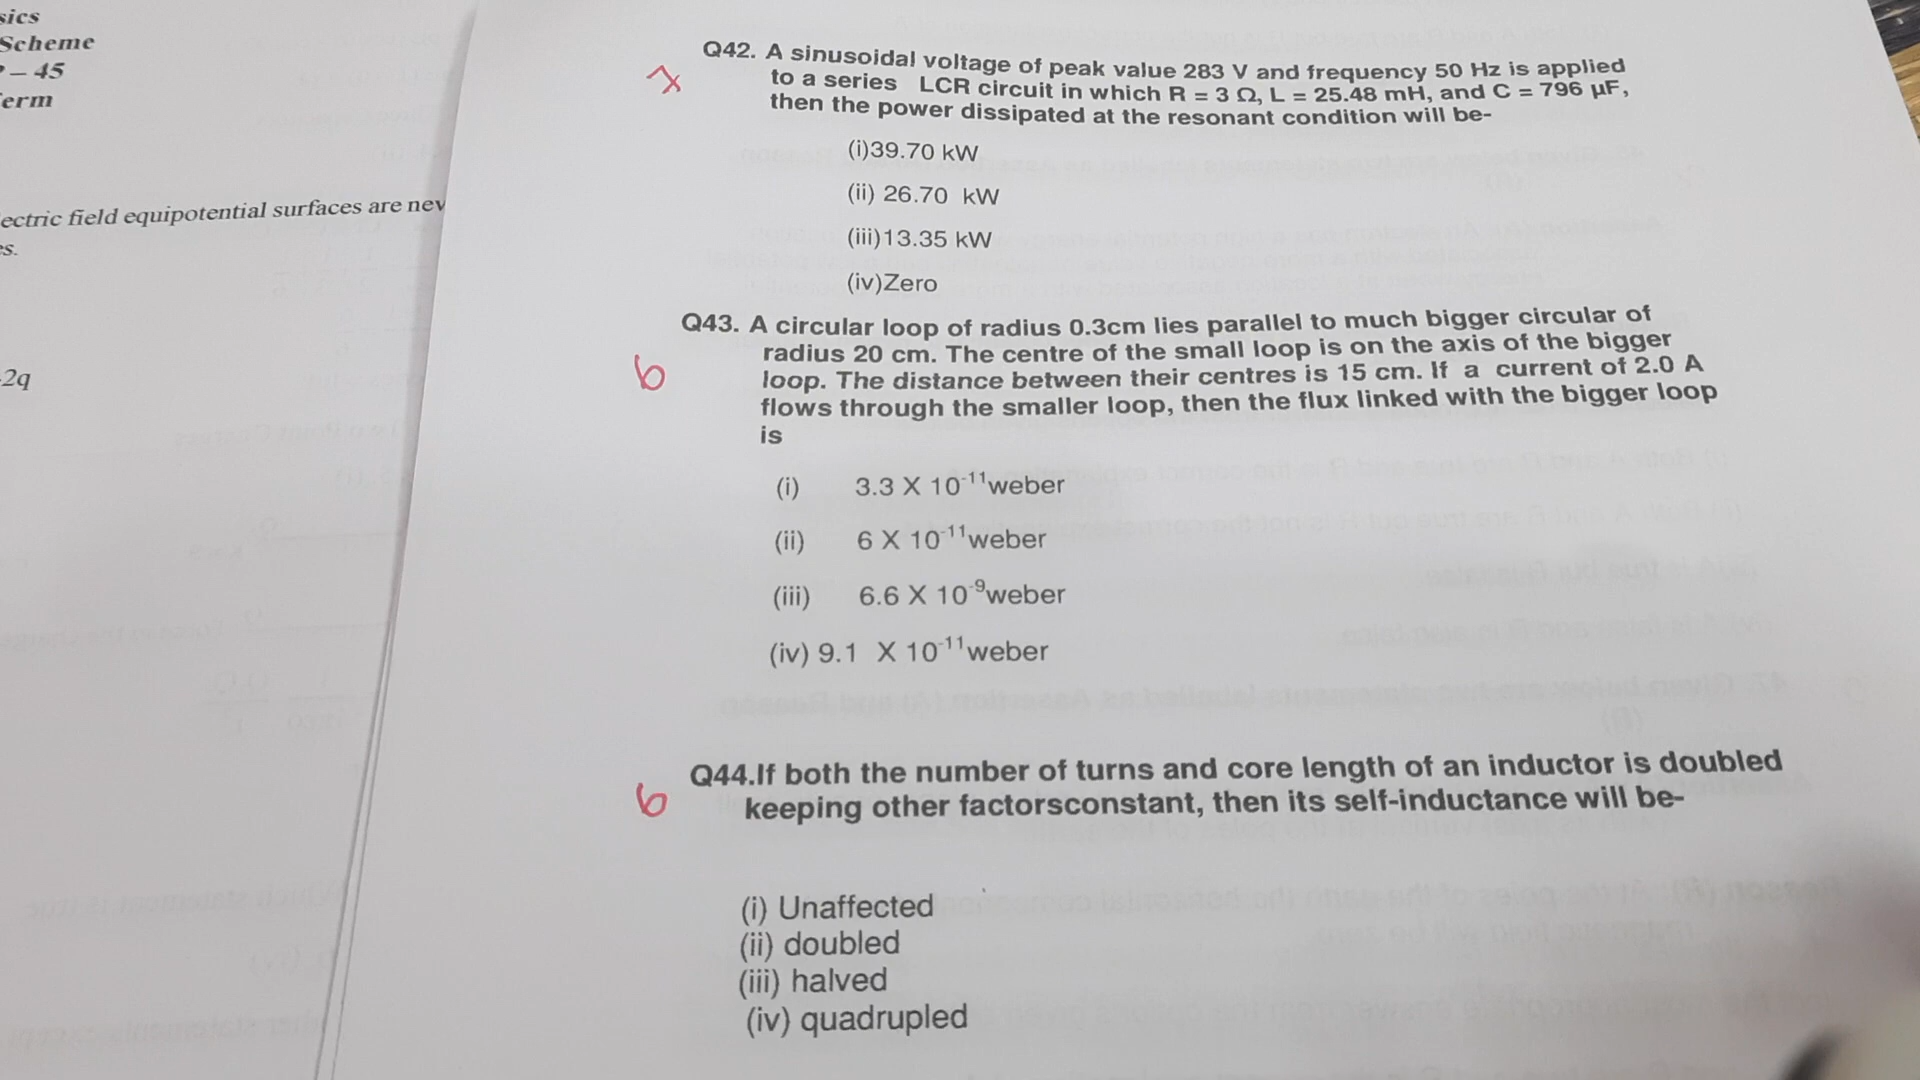 sics
Scheme
– 45
erm
ectric field equipotential surfaces are nev
es.
2q
Q42. A sinusoidal voltage of peak value 283 V and frequency 50 Hz is applied
to a series LCR circuit in which R = 3 Ω, L = 25.48 mH, and C = 796 µF,
then the power dissipated at the resonant condition will be-
(i)39.70 kW
(ii) 26.70 kW
(iii)13.35 kW
(iv)Zero
Q43. A circular loop of radius 0.3cm lies parallel to much bigger circular of
radius 20 cm. The centre of the small loop is on the axis of the bigger
loop. The distance between their centres is 15 cm. If a current of 2.0 A
flows through the smaller loop, then the flux linked with the bigger loop
is
(i) 3.3 X 10⁻¹¹weber
(ii) 6 X 10⁻¹¹weber
(iii) 6.6 X 10⁻⁹weber
(iv) 9.1 X 10⁻¹¹weber
Q44.If both the number of turns and core length of an inductor is doubled
keeping other factorsconstant, then its self-inductance will be-
(i) Unaffected
(ii) doubled
(iii) halved
(iv) quadrupled
7
6
6